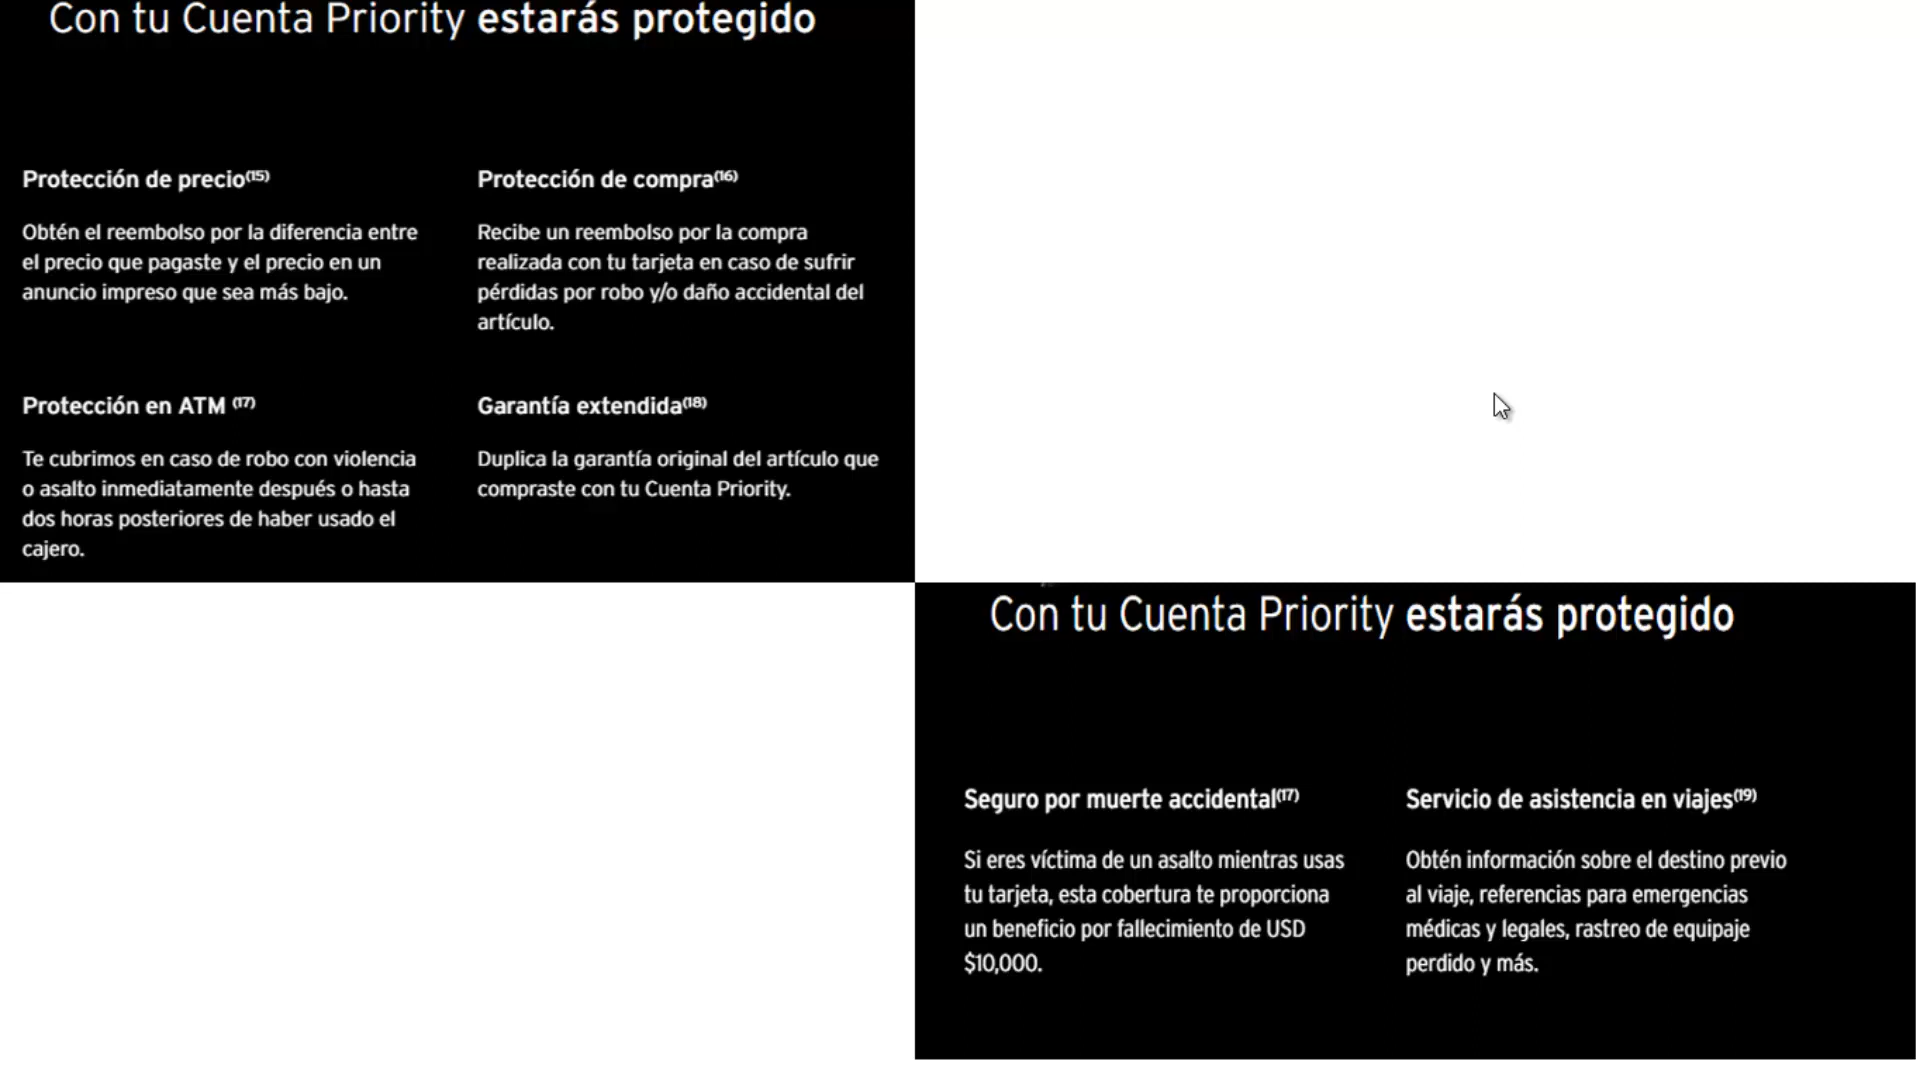 Con tu Cuenta Priority estarás protegido
Protección de precio(15)
Obtén el reembolso por la diferencia entre
el precio que pagaste y el precio en un
anuncio impreso que sea más bajo.
Protección de compra(16)
Recibe un reembolso por la compra
realizada con tu tarjeta en caso de sufrir
pérdidas por robo y/o daño accidental del
artículo.
Protección en ATM (17)
Te cubrimos en caso de robo con violencia
o asalto inmediatamente después o hasta
dos horas posteriores de haber usado el
cajero.
Garantía extendida(18)
Duplica la garantía original del artículo que
compraste con tu Cuenta Priority.
Con tu Cuenta Priority estarás protegido
Seguro por muerte accidental(17)
Si eres víctima de un asalto mientras usas
tu tarjeta, esta cobertura te proporciona
un beneficio por fallecimiento de USD
$10,000.
Servicio de asistencia en viajes(19)
Obtén información sobre el destino previo
al viaje, referencias para emergencias
médicas y legales, rastreo de equipaje
perdido y más.